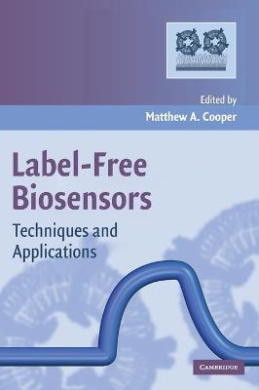 Edited by
Matthew A. Cooper
Label-Free
Biosensors
Techniques and
Applications
CAMBRIDGE